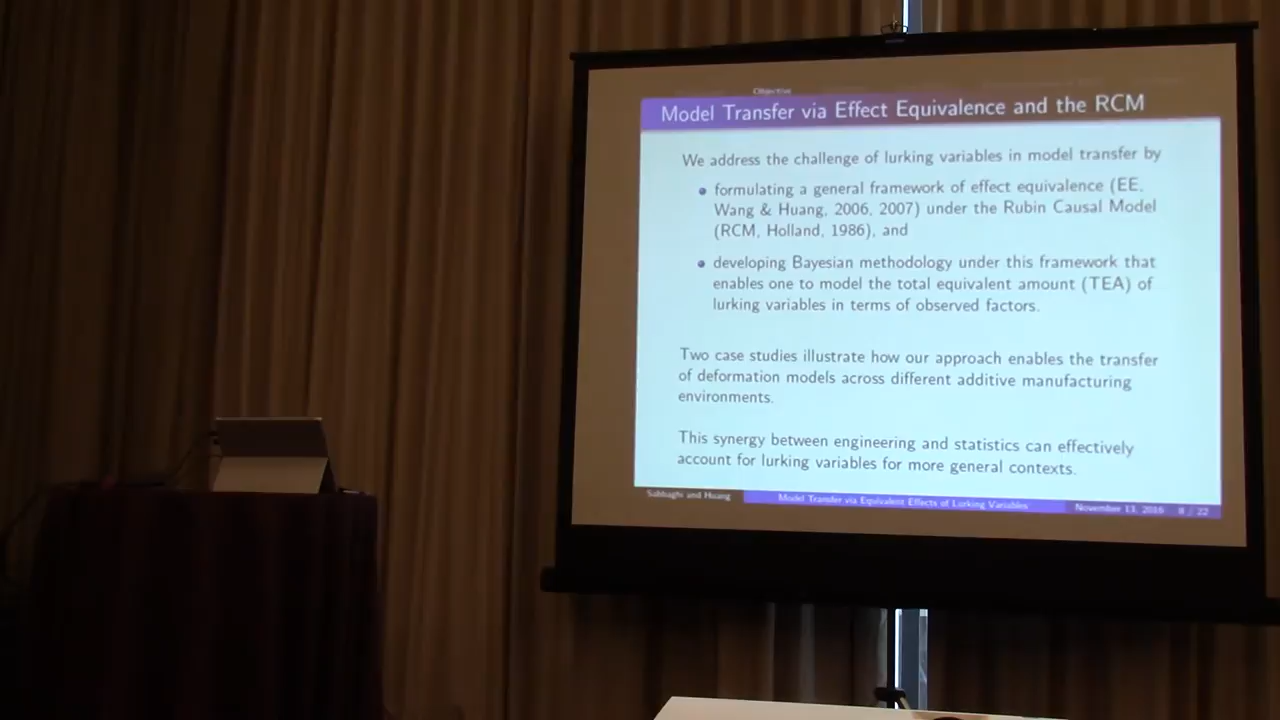 Objective
Model Transfer via Effect Equivalence and the RCM
We address the challenge of lurking variables in model transfer by
formulating a general framework of effect equivalence (EE,
Wang & Huang, 2006, 2007) under the Rubin Causal Model
(RCM, Holland, 1986), and
developing Bayesian methodology under this framework that
enables one to model the total equivalent amount (TEA) of
lurking variables in terms of observed factors.
Two case studies illustrate how our approach enables the transfer
of deformation models across different additive manufacturing
environments.
This synergy between engineering and statistics can effectively
account for lurking variables for more general contexts.
Sabbaghi and Huang
Model Transfer via Equivalent Effects of Lurking Variables
November 13, 2016 8 / 22